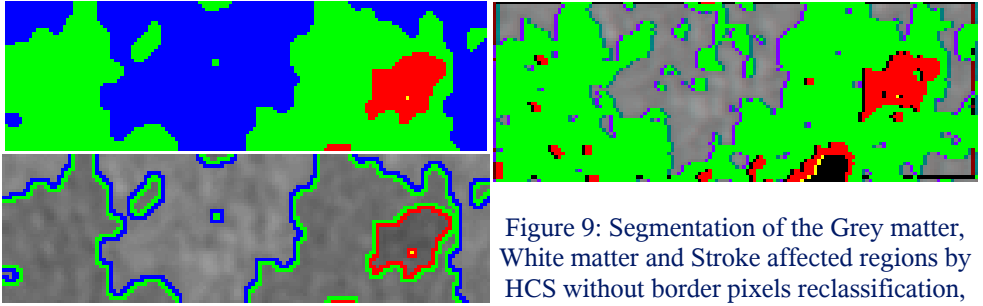 Figure 9: Segmentation of the Grey matter,
White matter and Stroke affected regions by
HCS without border pixels reclassification,